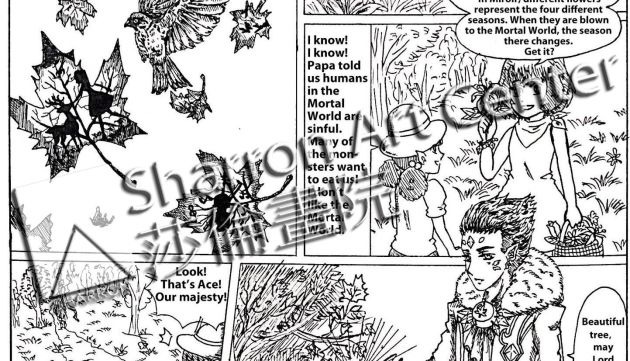 In Miroir, different flowers
represent the four different
seasons. When they are blown
to the Mortal World, the season
there changes.
Get it?
I know!
I know!
Papa told
us humans
in the
Mortal
World are
sinful.
Many of
the mon-
sters want
to eat us!
I don't
like the
Mortal
World.
Look!
That's Ace!
Our majesty!
Beautiful
tree,
may
Lord
Sharron Art Center
莎倫畫院